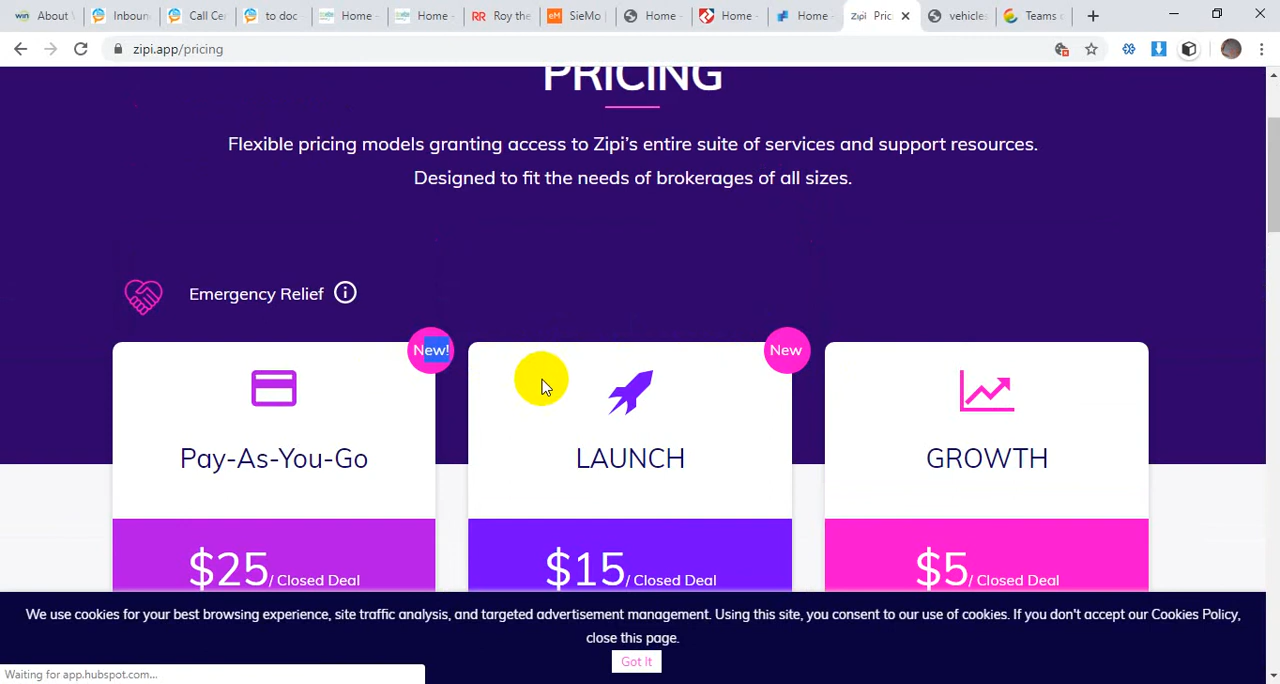 About
Inboun
Call Cer
to doc
Home
Home
RR Roy the
eM SieMo
Home
Home
Home
Zipi Pric
vehicles
Teams
zipi.app/pricing
PRICING
Flexible pricing models granting access to Zipi's entire suite of services and support resources.
Designed to fit the needs of brokerages of all sizes.
Emergency Relief
New!
New
Pay-As-You-Go
LAUNCH
GROWTH
$25/ Closed Deal
$15/ Closed Deal
$5/ Closed Deal
We use cookies for your best browsing experience, site traffic analysis, and targeted advertisement management. Using this site, you consent to our use of cookies. If you don't accept our Cookies Policy,
close this page.
Got It
Waiting for app.hubspot.com...